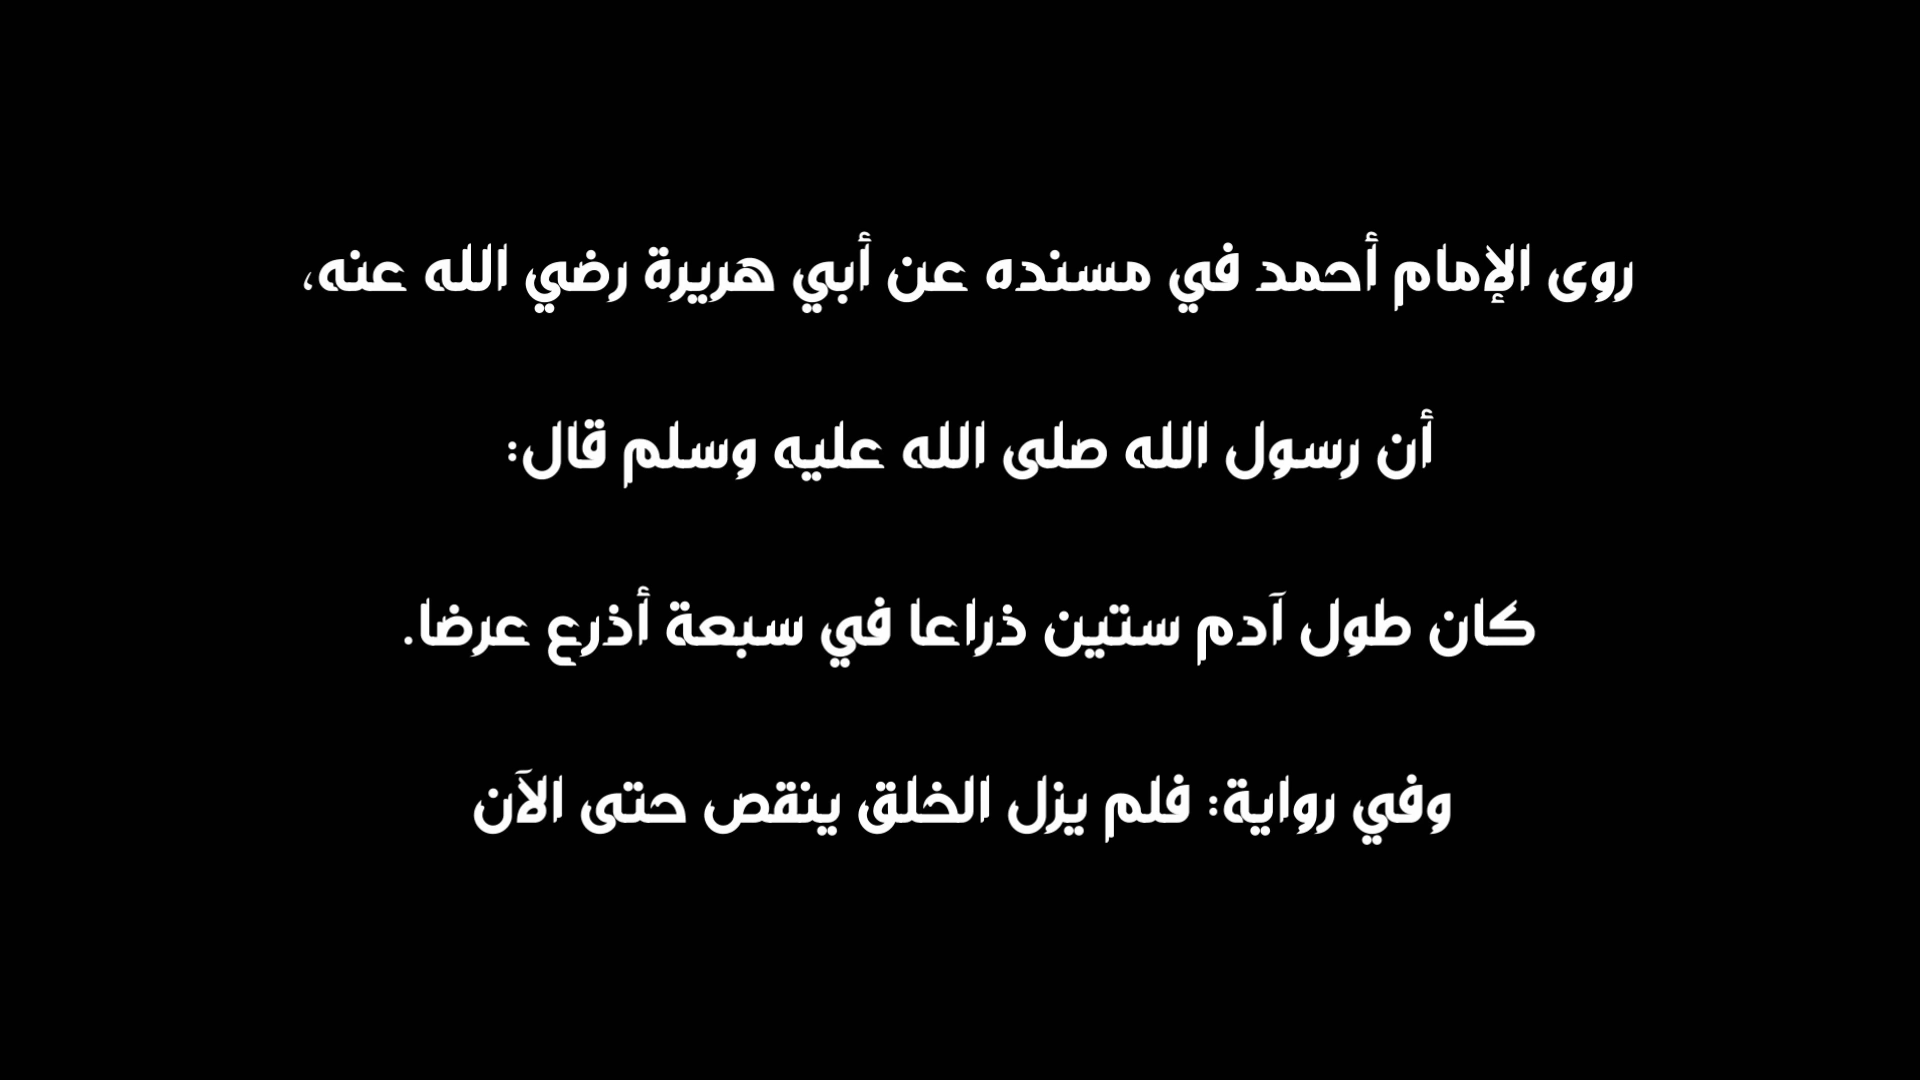 روى الإمام أحمد في مسنده عن أبي هريرة رضي الله عنه،
أن رسول الله صلى الله عليه وسلم قال:
كان طول آدم ستين ذراعا في سبعة أذرع عرضا.
وفي رواية: فلم يزل الخلق ينقص حتى الآن